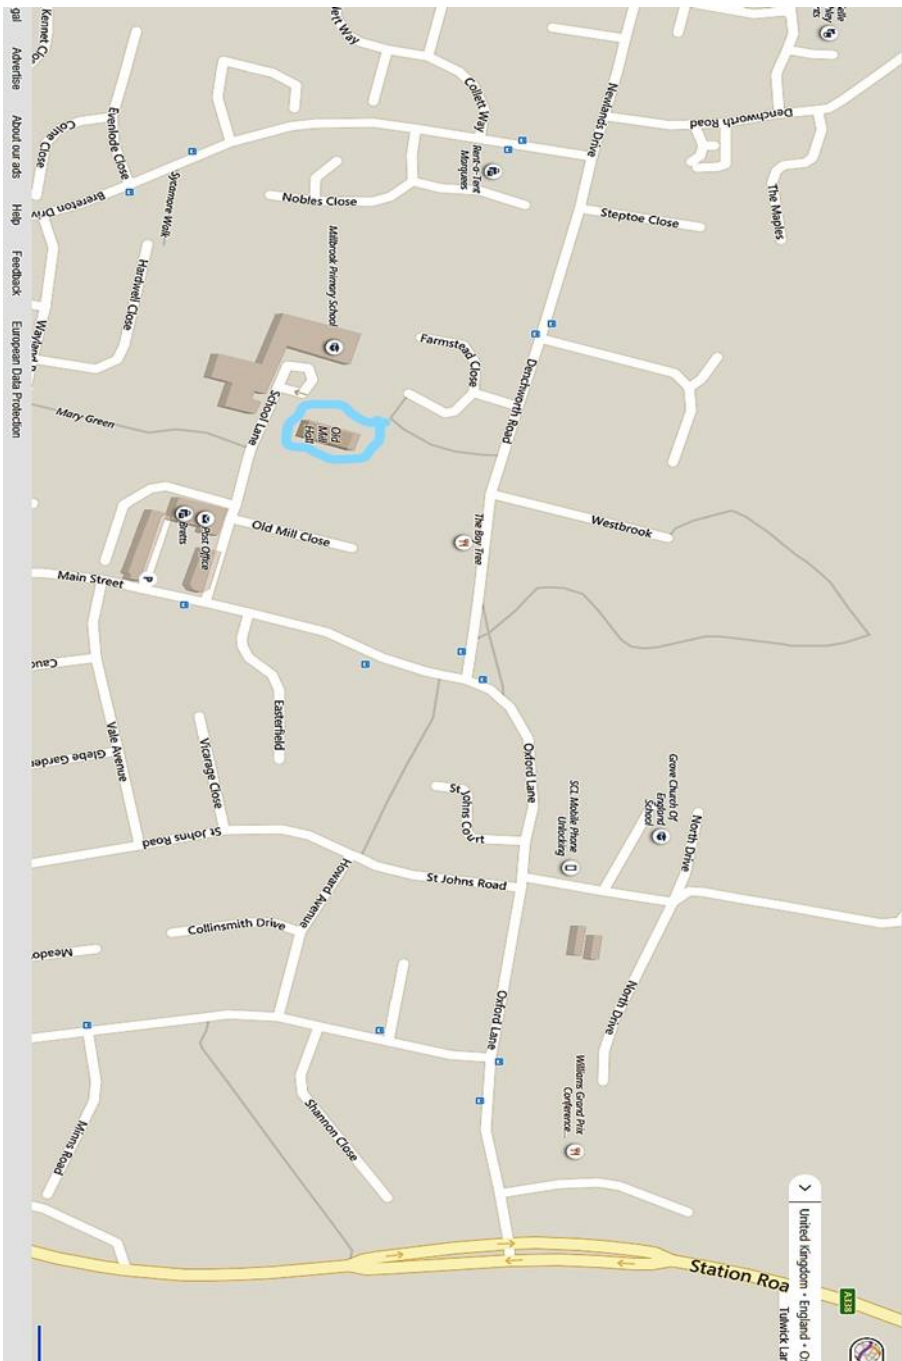 A338
United Kingdom • England •
Tulwick
Station
Denchworth Road
The Maples
North Drive
Grove Church Of
England
School
Steptoe Close
Westbrook
North Drive
Newlands Drive
SCL Mobile Phone
Unlocking
Williams Grand Prix
Conference...
Denchworth Road
Oxford Lane
Oxford Lane
Collett Way
Rent-o-Tent
Marquees
The Bay Tree
Farmstead Close
St Johns Court
St Johns Road
Way
Nobles Close
Millbrook Primary School
Old
Mill
Hall
Howard Avenue
Shannon Close
School Lane
Old Mill Close
Easterfield
Collinsmith Drive
Post Office
Bretts
Vicarage Close
St Johns Road
Sycamore Walk...
Hardwell Close
P
Evenlode Close
Brereton
Mary Green
Main Street
Vale Avenue
Glebe
Minns Road
Colne Close
Kennet
Advertise
About our ads
Help
Feedback
European Data Protection